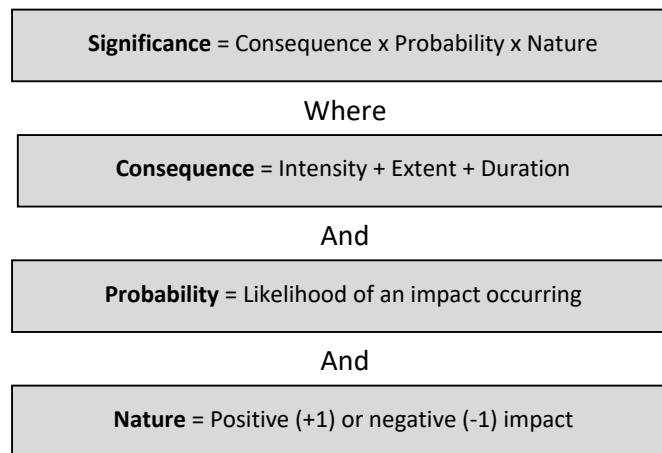 Significance = Consequence x Probability x Nature
Where
Consequence = Intensity + Extent + Duration
And
Probability = Likelihood of an impact occurring
And
Nature = Positive (+1) or negative (-1) impact